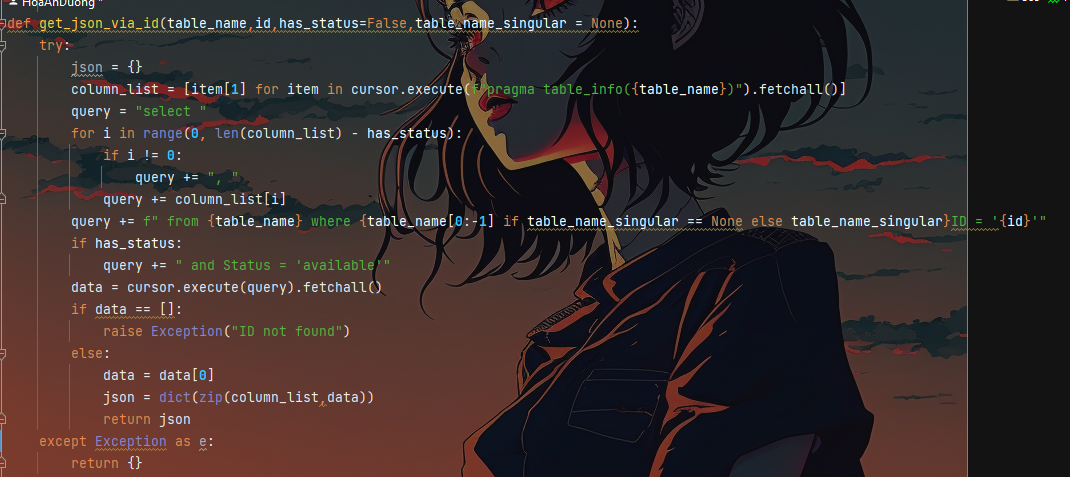 HoaAnDuong *
def get_json_via_id(table_name,id,has_status=False,table_name_singular = None):
    try:
        json = {}
        column_list = [item[1] for item in cursor.execute(f"pragma table_info({table_name})").fetchall()]
        query = "select "
        for i in range(0, len(column_list) - has_status):
            if i != 0:
                query += ", "
            query += column_list[i]
        query += f" from {table_name} where {table_name[0:-1] if table_name_singular == None else table_name_singular}ID = '{id}'"
        if has_status:
            query += " and Status = 'available'"
        data = cursor.execute(query).fetchall()
        if data == []:
            raise Exception("ID not found")
        else:
            data = data[0]
            json = dict(zip(column_list,data))
            return json
    except Exception as e:
        return {}